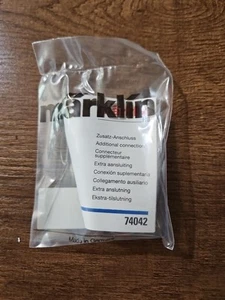 märklin
Zusatz-Anschluss
Additional connection
Connecteur
supplémentaire
Extra aansluiting
Conexión suplementaria
Collegamento ausiliario
Extra anslutning
Ekstra-tilslutning
74042